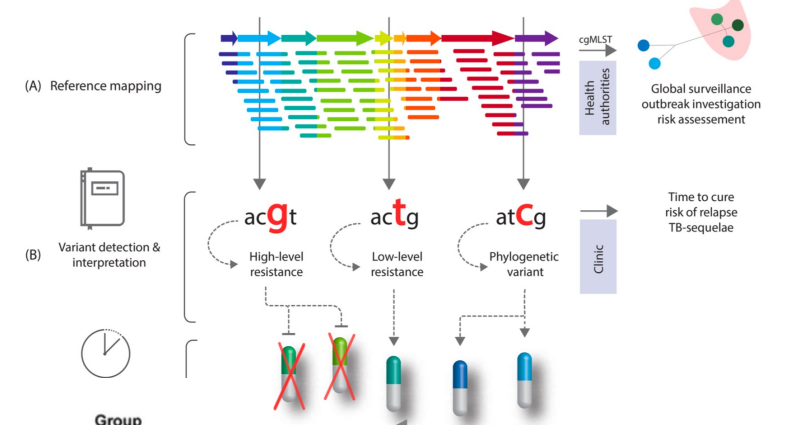 cgMLST
(A) Reference mapping
Health
authorities
Global surveillance
outbreak investigation
risk assessement
acgt
actg
atCg
Time to cure
risk of relapse
TB-sequelae
(B)
Variant detection &
interpretation
High-level
resistance
Low-level
resistance
Phylogenetic
variant
Clinic
Group